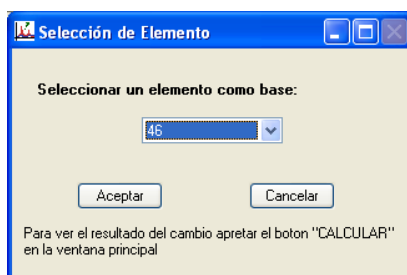 Selección de Elemento
Seleccionar un elemento como base:
46
Aceptar
Cancelar
Para ver el resultado del cambio apretar el boton "CALCULAR"
en la ventana principal